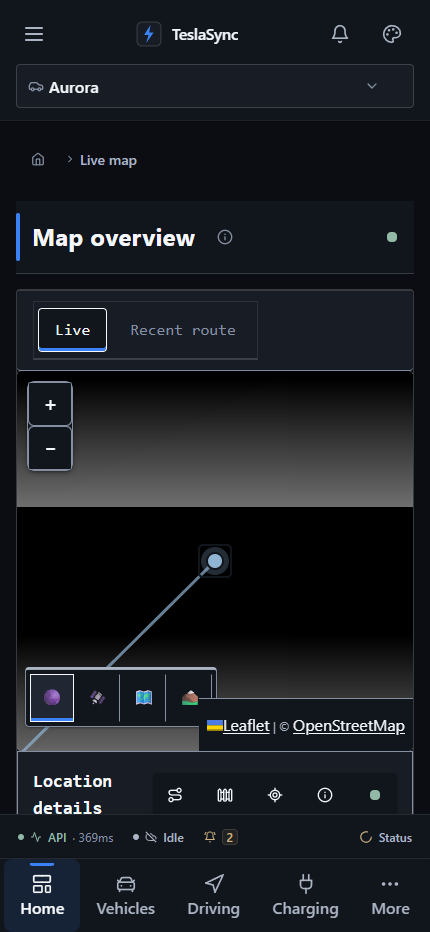 TeslaSync
Aurora
Live map
Map overview
Live
Recent route
+
−
Leaflet | © OpenStreetMap
Location
details
API · 369ms
Idle
2
Status
Home
Vehicles
Driving
Charging
More